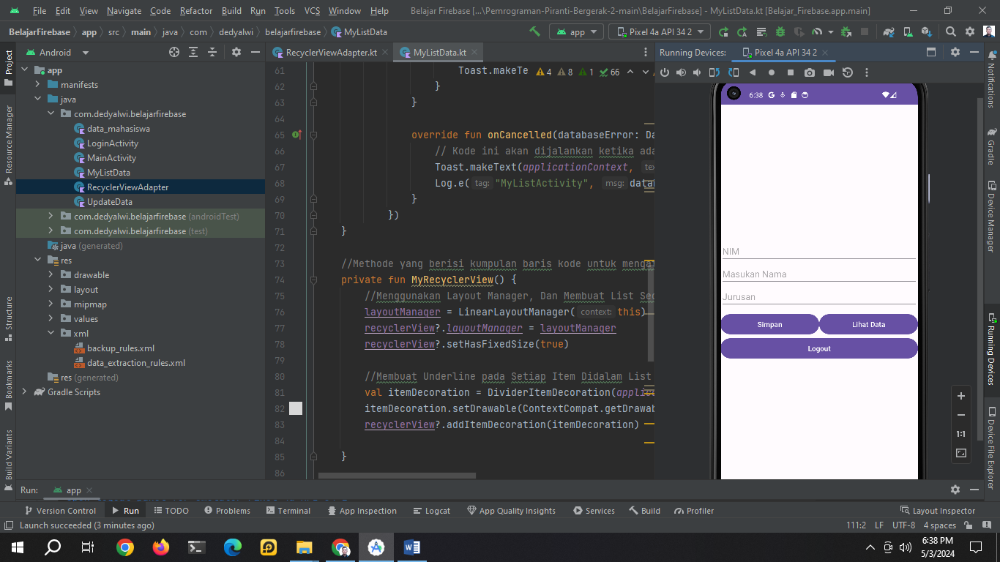 File Edit View Navigate Code Refactor Build Run Tools VCS Window Help Belajar Firebase [...\Pemrograman-Piranti-Bergerak-2-main\BelajarFirebase] - MyListData.kt [Belajar_Firebase.app.main]
BelajarFirebase app src main java com dedyalwi belajarfirebase MyListData app Pixel 4a API 34 2
Project
Resource Manager
Structure
Bookmarks
Build Variants
Android
app
manifests
java
com.dedyalwi.belajarfirebase
data_mahasiswa
LoginActivity
MainActivity
MyListData
RecyclerViewAdapter
UpdateData
com.dedyalwi.belajarfirebase (androidTest)
com.dedyalwi.belajarfirebase (test)
java (generated)
res
drawable
layout
mipmap
values
xml
backup_rules.xml
data_extraction_rules.xml
res (generated)
Gradle Scripts
RecyclerViewAdapter.kt MyListData.kt
4 8 1 66
61 Toast.makeTe
62 }
63 }
64
65 override fun onCancelled(databaseError: Da
66 // Kode ini akan dijalankan ketika ada
67 Toast.makeText(applicationContext, tex
68 Log.e( tag: "MyListActivity", msg: datab
69 }
70 })
71 }
72
73 //Methode yang berisi kumpulan baris kode untuk menga
74 private fun MyRecyclerView() {
75 //Menggunakan Layout Manager, Dan Membuat List Sec
76 layoutManager = LinearLayoutManager( context: this)
77 recyclerView?.layoutManager = layoutManager
78 recyclerView?.setHasFixedSize(true)
79
80 //Membuat Underline pada Setiap Item Didalam List
81 val itemDecoration = DividerItemDecoration(applic
82 itemDecoration.setDrawable(ContextCompat.getDrawab
83 recyclerView?.addItemDecoration(itemDecoration)
84
85 }
86
Running Devices: Pixel 4a API 34 2
6:38 G
NIM
Masukan Nama
Jurusan
Simpan Lihat Data
Logout
1:1
Notifications
Gradle
Device Manager
Running Devices
Device File Explorer
Run: app
Version Control Run TODO Problems Terminal App Inspection Logcat App Quality Insights Services Build Profiler Layout Inspector
Launch succeeded (3 minutes ago) 111:2 LF UTF-8 4 spaces
6:38 PM
5/3/2024